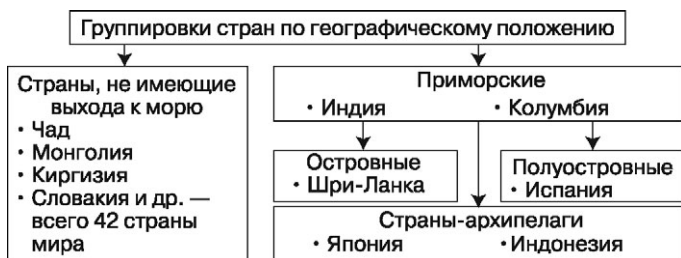 Группировки стран по географическому положению
Страны, не имеющие
выхода к морю
• Чад
• Монголия
• Киргизия
• Словакия и др. —
всего 42 страны
мира
Приморские
• Индия • Колумбия
Островные
• Шри-Ланка
Полуостровные
• Испания
Страны-архипелаги
• Япония • Индонезия